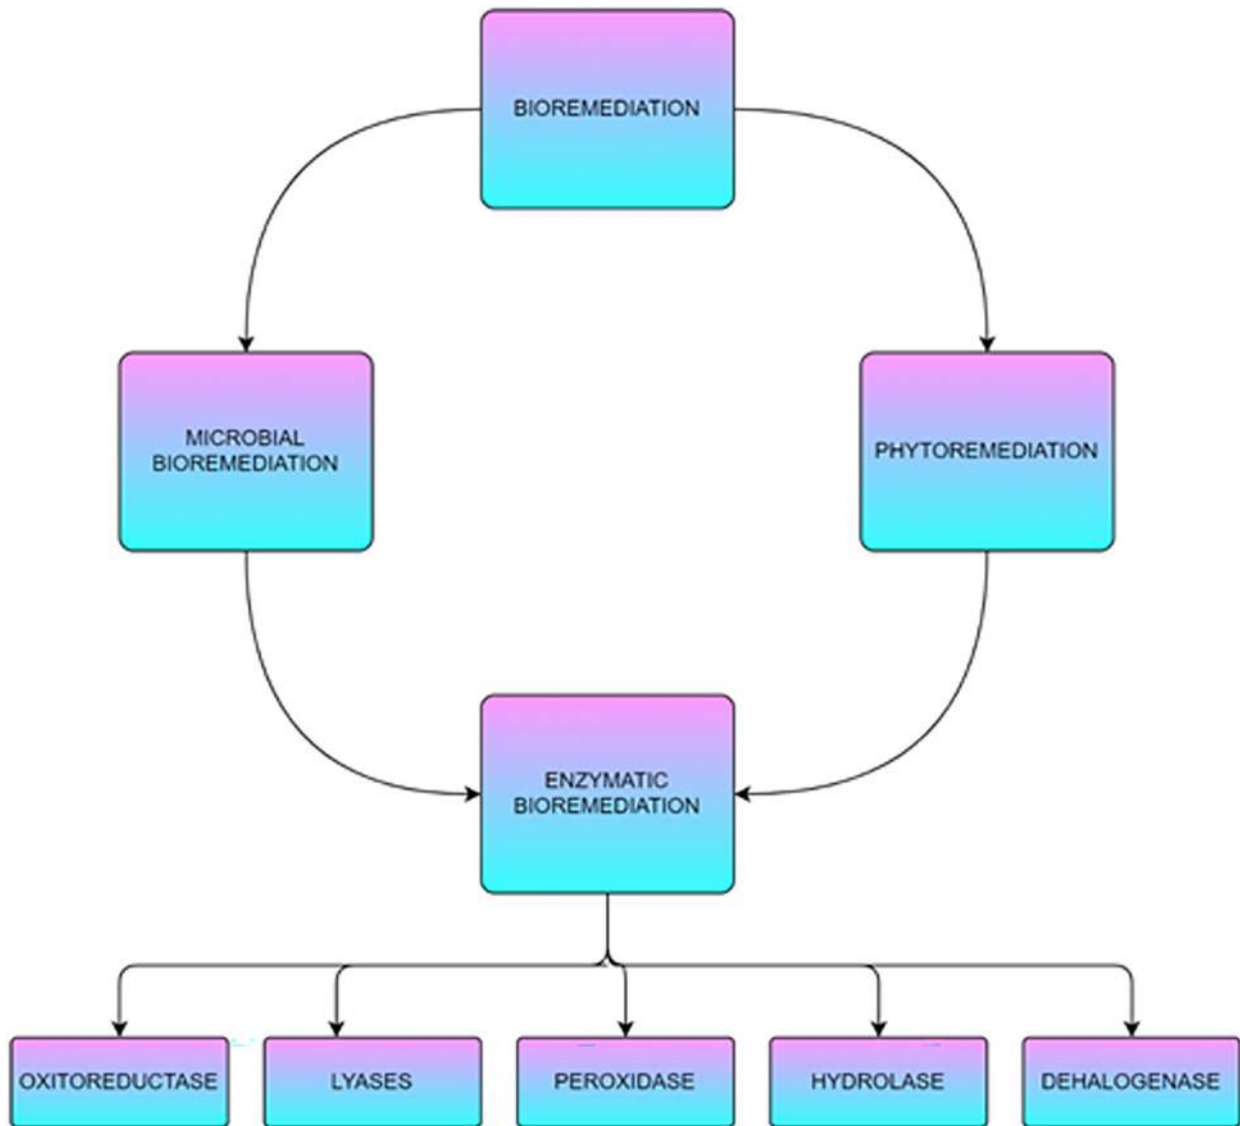 BIOREMEDIATION
MICROBIAL
BIOREMEDIATION
PHYTOREMEDIATION
ENZYMATIC
BIOREMEDIATION
OXITOREDUCTASE
LYASES
PEROXIDASE
HYDROLASE
DEHALOGENASE